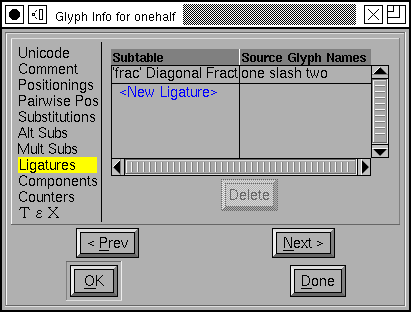 Glyph Info for onehalf
Unicode
Comment
Positionings
Pairwise Pos
Substitutions
Alt Subs
Mult Subs
Ligatures
Components
Counters
Τ ε Χ
Subtable Source Glyph Names
'frac' Diagonal Fract one slash two
<New Ligature>
Delete
< Prev
Next >
OK
Done